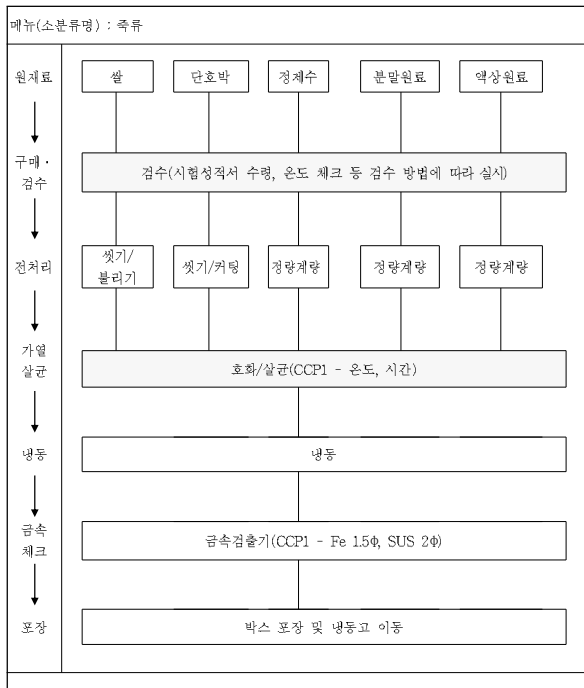 메뉴(소분류명) : 죽류
원재료
쌀
단호박
정제수
분말원료
액상원료
구매·
검수
검수(시험성적서 수령, 온도 체크 등 검수 방법에 따라 실시)
전처리
씻기/
불리기
씻기/커팅
정량계량
정량계량
정량계량
가열
살균
호화/살균(CCP1 - 온도, 시간)
냉동
냉동
금속
체크
금속검출기(CCP1 - Fe 1.5Φ, SUS 2Φ)
포장
박스 포장 및 냉동고 이동